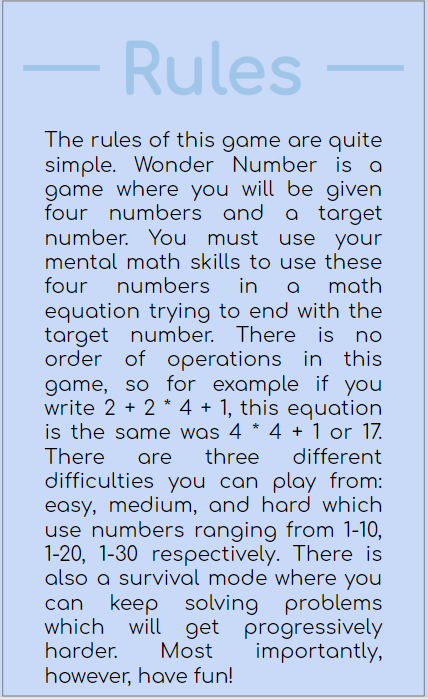 Rules
The rules of this game are quite
simple. Wonder Number is a
game where you will be given
four numbers and a target
number. You must use your
mental math skills to use these
four numbers in a math
equation trying to end with the
target number. There is no
order of operations in this
game, so for example if you
write 2 + 2 * 4 + 1, this equation
is the same was 4 * 4 + 1 or 17.
There are three different
difficulties you can play from:
easy, medium, and hard which
use numbers ranging from 1-10,
1-20, 1-30 respectively. There is
also a survival mode where you
can keep solving problems
which will get progressively
harder. Most importantly,
however, have fun!